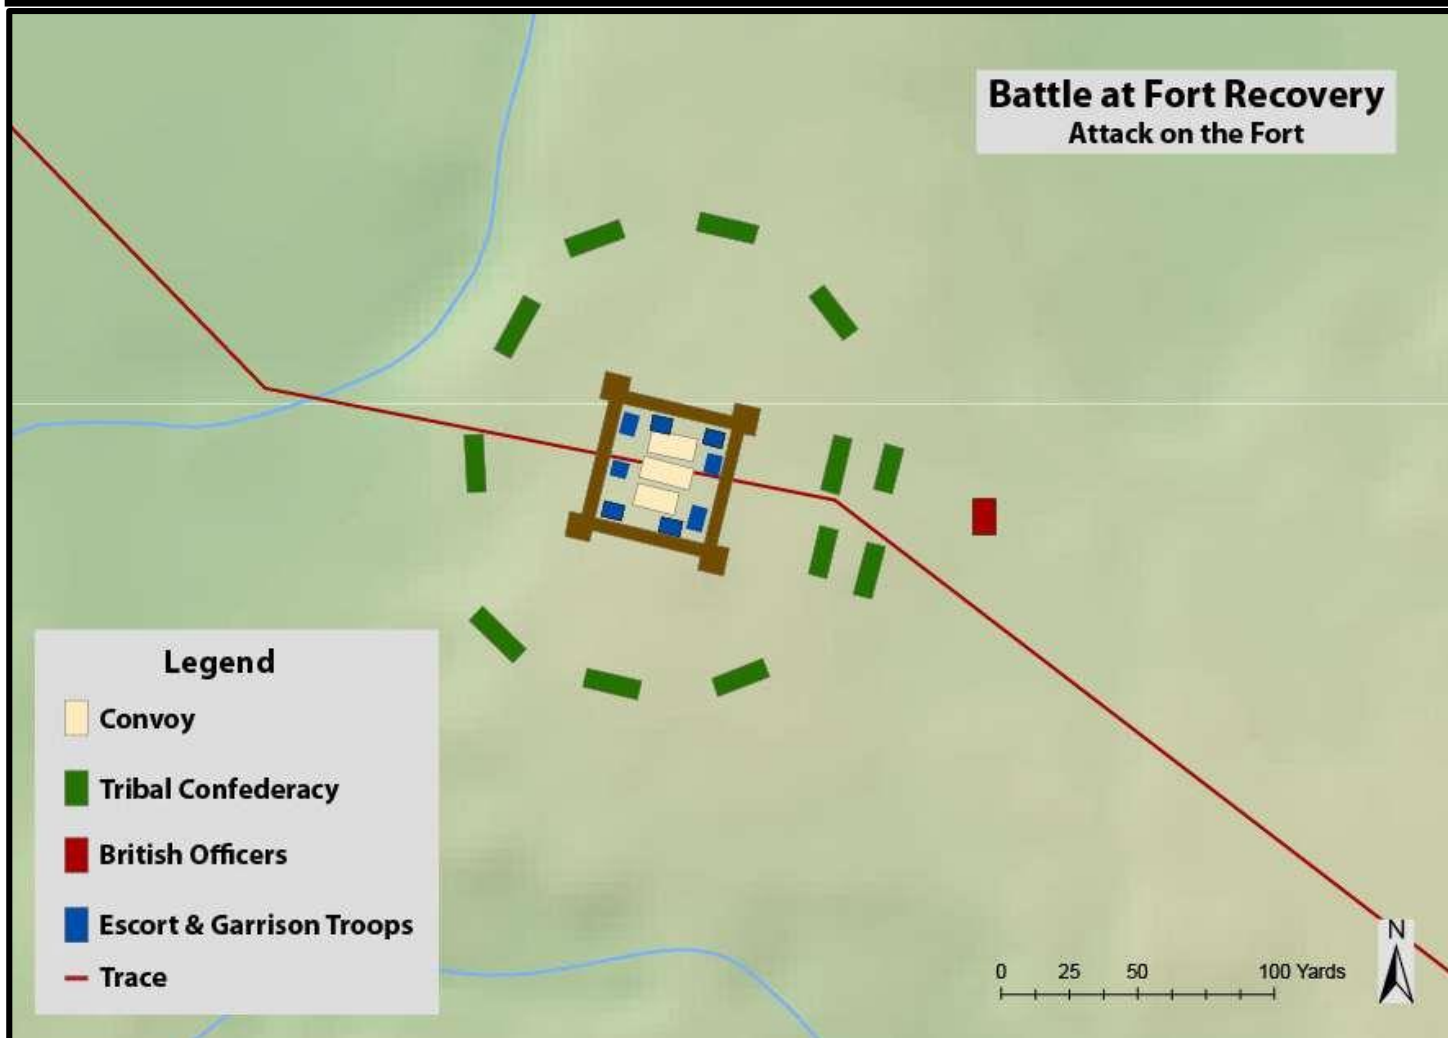 Battle at Fort Recovery
Attack on the Fort
Legend
Convoy
Tribal Confederacy
British Officers
Escort & Garrison Troops
Trace
N
0 25 50 100 Yards